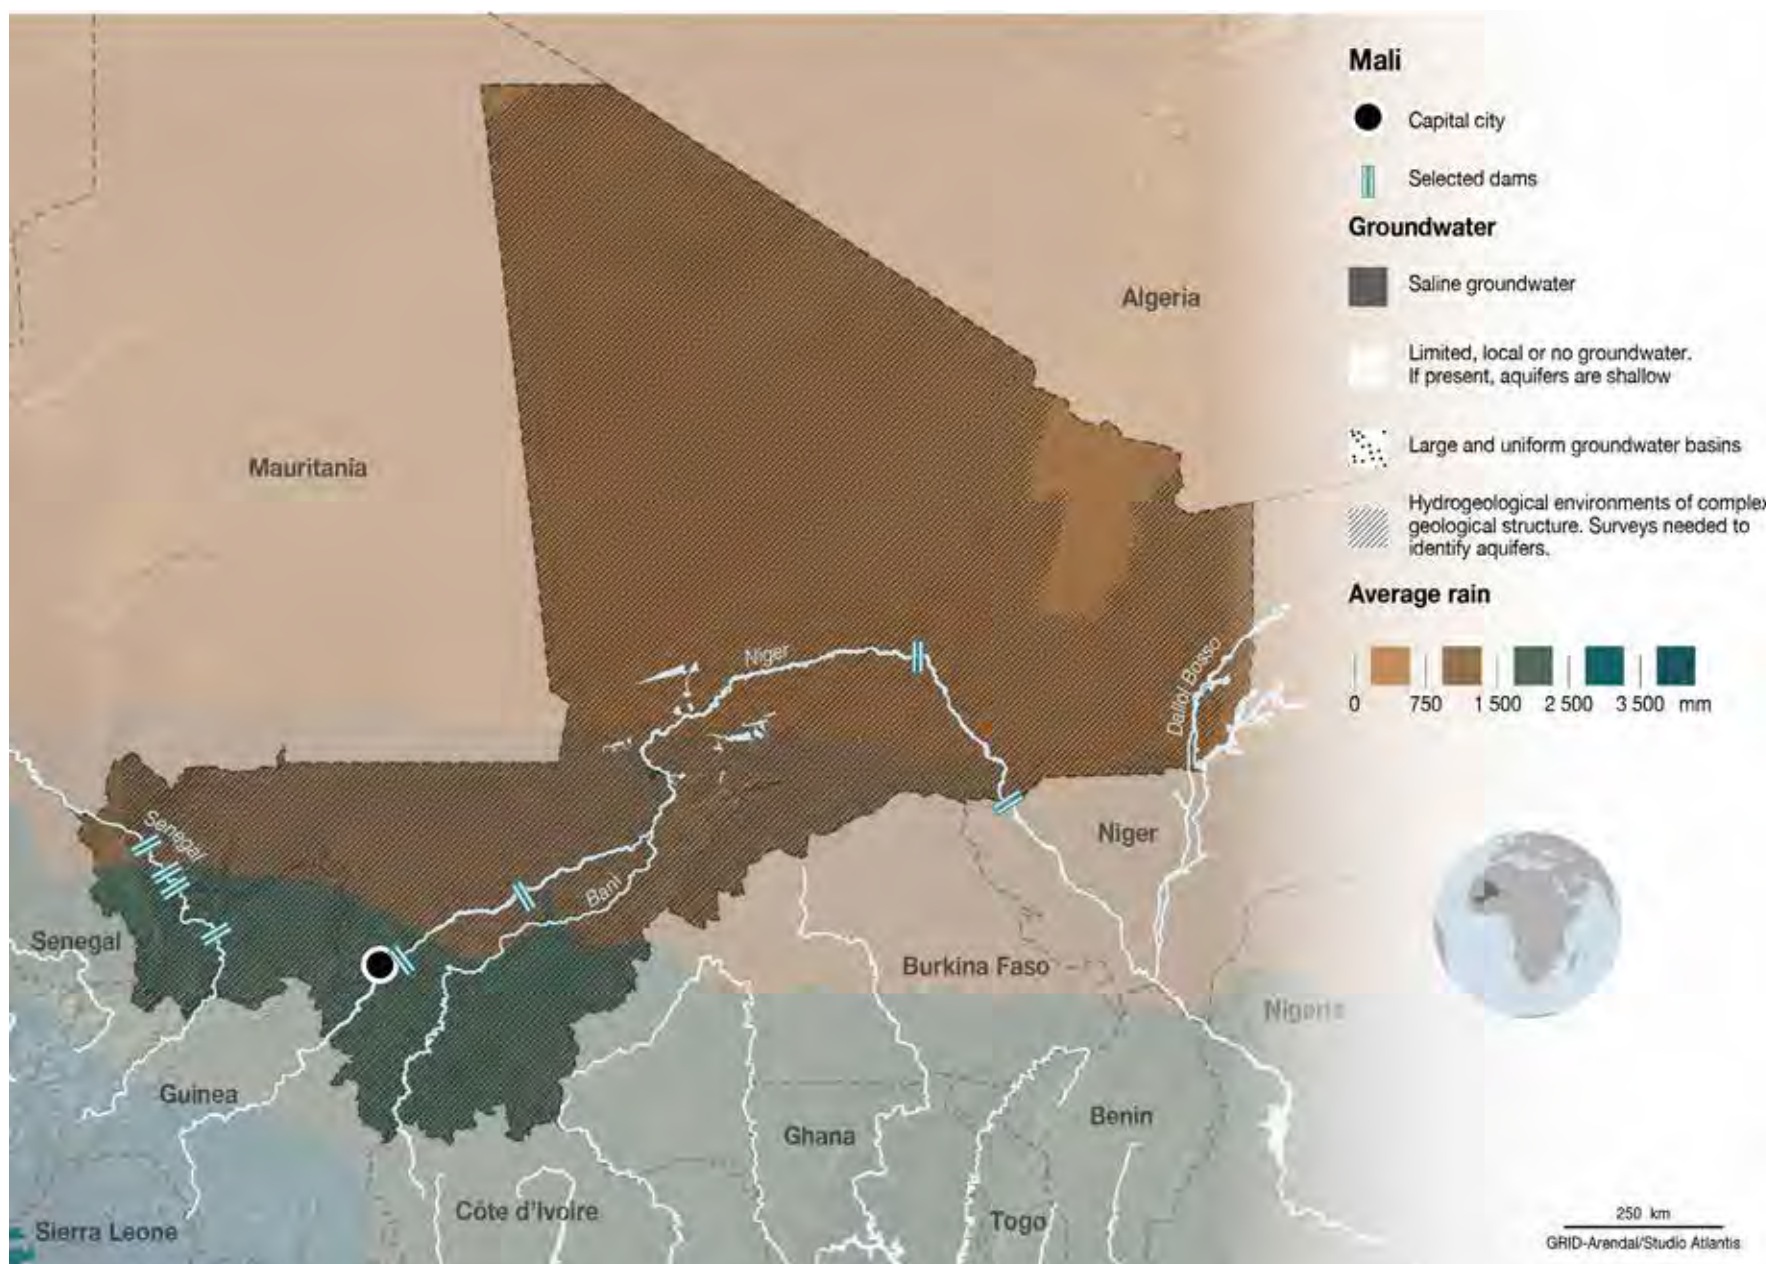 Mali
Capital city
Selected dams
Groundwater
Saline groundwater
Limited, local or no groundwater.
If present, aquifers are shallow
Large and uniform groundwater basins
Hydrogeological environments of complex
geological structure. Surveys needed to
identify aquifers.
Average rain
0 750 1 500 2 500 3 500 mm
Algeria
Mauritania
Niger
Dallol Bosso
Senegal
Niger
Bani
Senegal
Burkina Faso
Nigeria
Guinea
Ghana
Benin
Côte d'Ivoire
Togo
Sierra Leone
250 km
GRID-Arendal/Studio Atlantis